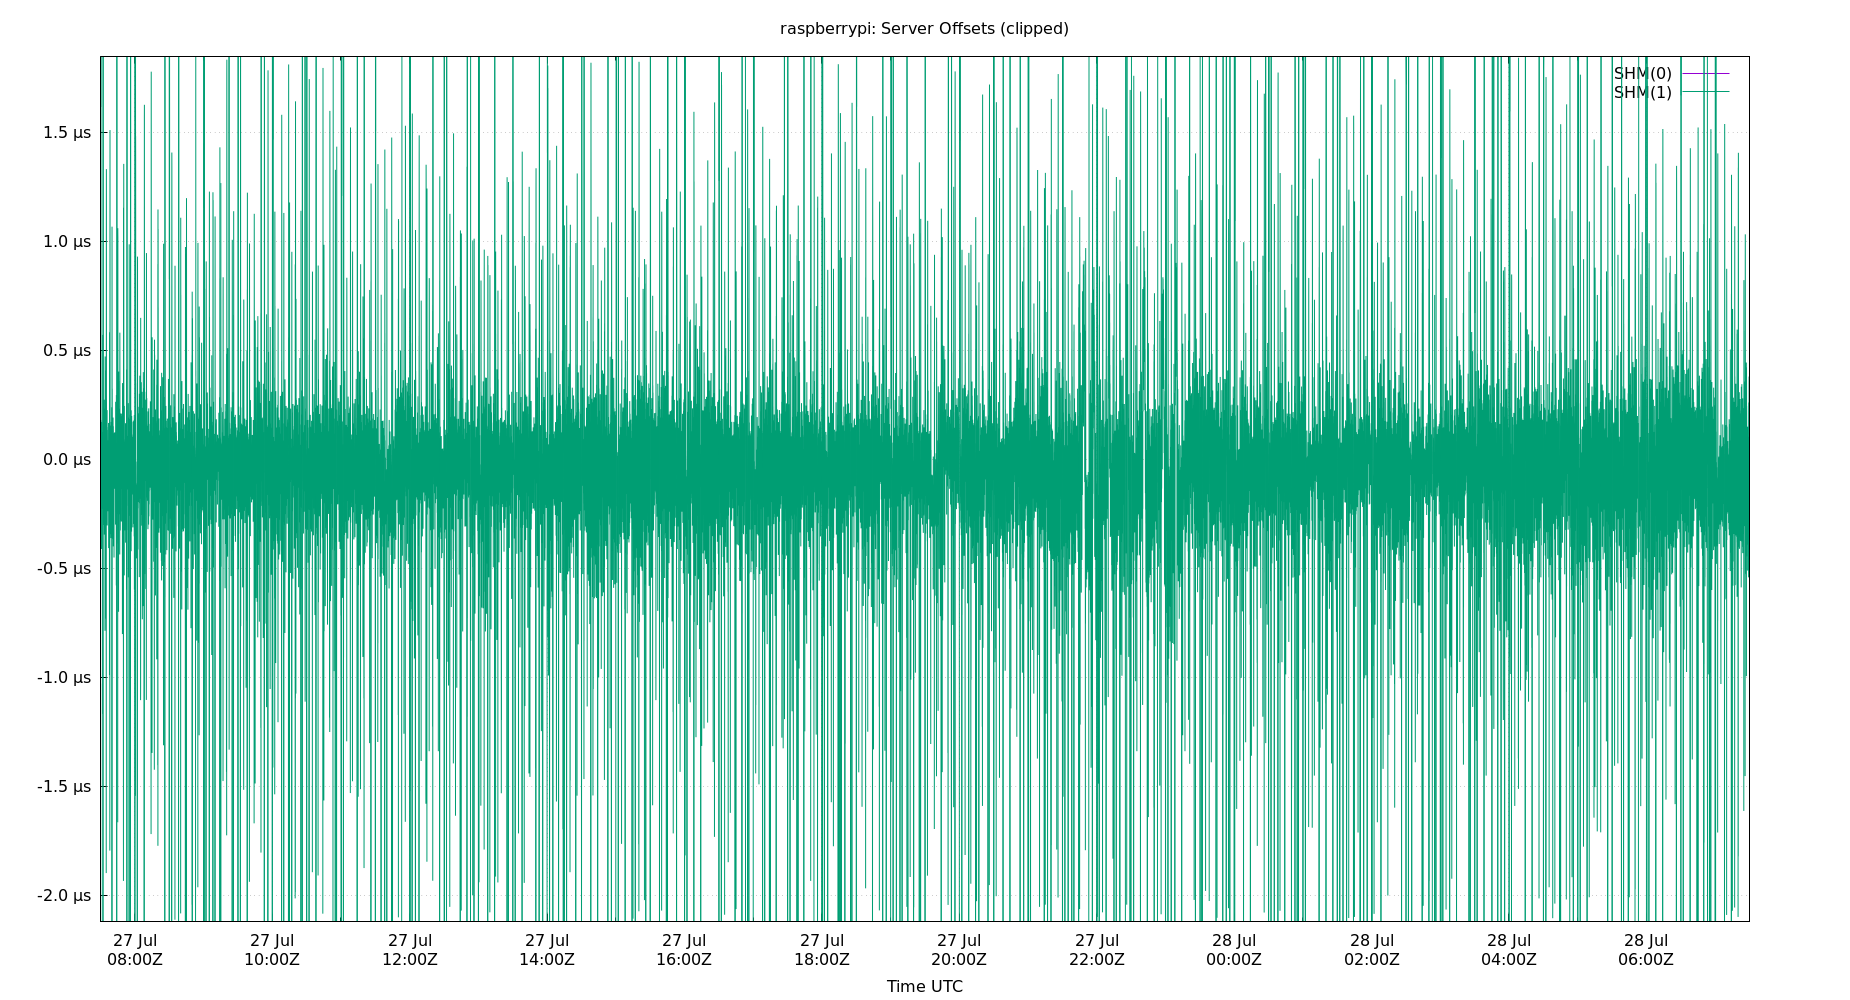 raspberrypi: Server Offsets (clipped)
SHM(0)
SHM(1)
1.5 μs
1.0 μs
0.5 μs
0.0 μs
-0.5 μs
-1.0 μs
-1.5 μs
-2.0 μs
27 Jul 27 Jul 27 Jul 27 Jul 27 Jul 27 Jul 27 Jul 27 Jul 28 Jul 28 Jul 28 Jul 28 Jul
08:00Z 10:00Z 12:00Z 14:00Z 16:00Z 18:00Z 20:00Z 22:00Z 00:00Z 02:00Z 04:00Z 06:00Z
Time UTC